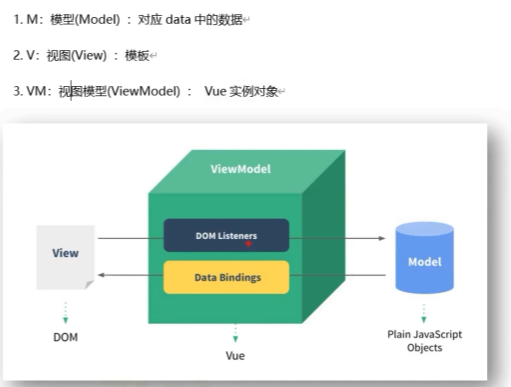 1. M：模型(Model) ：对应 data 中的数据↵
2. V：视图(View) ：模板↵
3. VM：视图模型(ViewModel) ： Vue 实例对象↵
ViewModel
DOM Listeners
View
Model
Data Bindings
DOM
Vue
Plain JavaScript
Objects